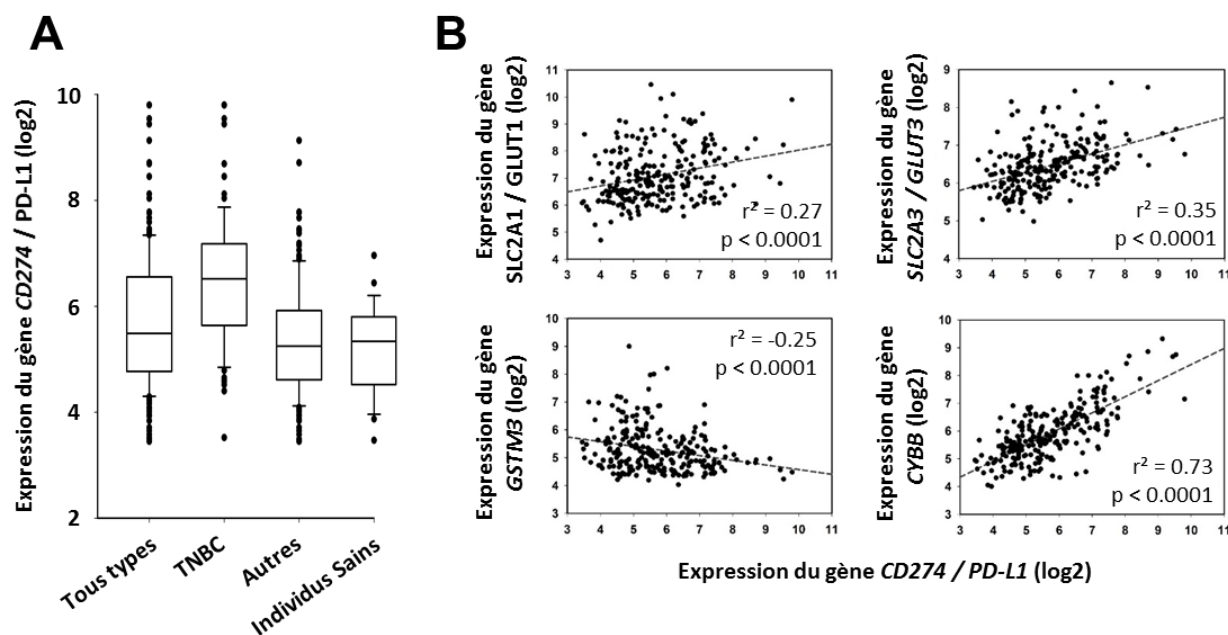 A
Expression du gène CD274 / PD-L1 (log2)
10
8
6
4
2
Tous types
TNBC
Autres
Individus Sains
B
Expression du gène
SLC2A1 / GLUT1 (log2)
11
10
9
8
7
6
5
4
r² = 0.27
p < 0.0001
3 4 5 6 7 8 9 10 11
Expression du gène
SLC2A3 / GLUT3 (log2)
9
8
7
6
5
4
r² = 0.35
p < 0.0001
3 4 5 6 7 8 9 10 11
Expression du gène
GSTM3 (log2)
10
9
8
7
6
5
4
3
r² = -0.25
p < 0.0001
3 4 5 6 7 8 9 10 11
Expression du gène
CYBB (log2)
10
9
8
7
6
5
4
3
r² = 0.73
p < 0.0001
3 4 5 6 7 8 9 10 11
Expression du gène CD274 / PD-L1 (log2)